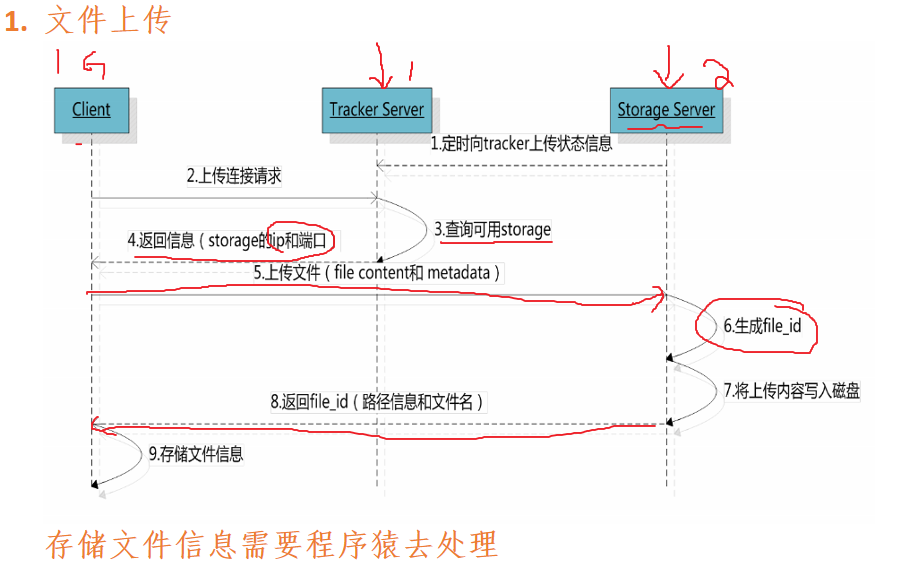 1. 文件上传
1 G
1
2
Client
Tracker Server
Storage Server
1.定时向tracker上传状态信息
2.上传连接请求
3.查询可用storage
4.返回信息（storage的ip和端口
5.上传文件（file content和 metadata）
6.生成file_id
7.将上传内容写入磁盘
8.返回file_id（路径信息和文件名）
9.存储文件信息
存储文件信息需要程序猿去处理